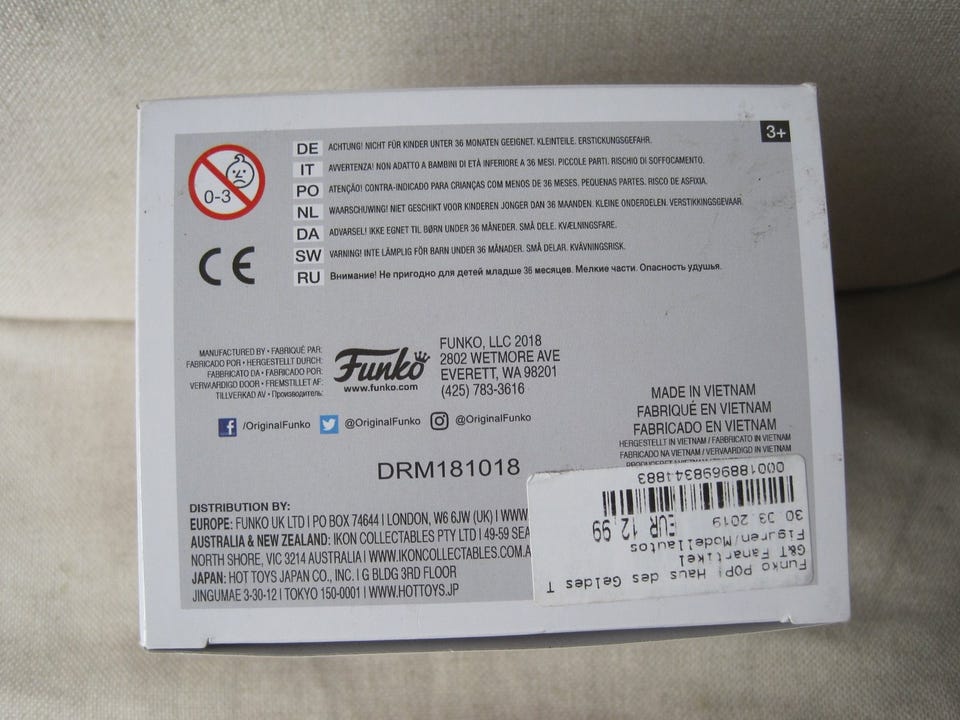 3+
0-3
DE ACHTUNG! NICHT FÜR KINDER UNTER 36 MONATEN GEEIGNET. KLEINTEILE. ERSTICKUNGSGEFAHR.
IT AVVERTENZA! NON ADATTO A BAMBINI DI ETÀ INFERIORE A 36 MESI. PICCOLE PARTI. RISCHIO DI SOFFOCAMENTO.
PO ATENÇÃO! CONTRA-INDICADO PARA CRIANÇAS COM MENOS DE 36 MESES. PEQUENAS PARTES. RISCO DE ASFIXIA.
NL WAARSCHUWING! NIET GESCHIKT VOOR KINDEREN JONGER DAN 36 MAANDEN. KLEINE ONDERDELEN. VERSTIKKINGSGEVAAR.
DA ADVARSEL! IKKE EGNET TIL BØRN UNDER 36 MÅNEDER. SMÅ DELE. KVÆLNINGSFARE.
SW VARNING! INTE LÄMPLIG FÖR BARN UNDER 36 MÅNADER. SMÅ DELAR. KVÄVNINGSRISK.
RU Внимание! Не пригодно для детей младше 36 месяцев. Мелкие части. Опасность удушья.
CE
MANUFACTURED BY • FABRIQUÉ PAR:
FABRICADO POR • HERGESTELLT DURCH:
FABBRICATO DA • FABRICADO POR:
VERVAARDIGD DOOR • FREMSTILLET AF:
TILLVERKAD AV • Производитель:
Funko
www.funko.com
FUNKO, LLC 2018
2802 WETMORE AVE
EVERETT, WA 98201
(425) 783-3616
/OriginalFunko @OriginalFunko @OriginalFunko
MADE IN VIETNAM
FABRIQUÉ EN VIETNAM
FABRICADO EN VIETNAM
HERGESTELLT IN VIETNAM / FABBRICATO IN VIETNAM
FABRICADO NA VIETNAM / VERVAARDIGD IN VIETNAM
DRM181018
DISTRIBUTION BY:
EUROPE: FUNKO UK LTD | PO BOX 74644 | LONDON, W6 6JW (UK) | WWW
AUSTRALIA & NEW ZEALAND: IKON COLLECTABLES PTY LTD | 49-59 SEA
NORTH SHORE, VIC 3214 AUSTRALIA | WWW.IKONCOLLECTABLES.COM.A
JAPAN: HOT TOYS JAPAN CO., INC. | G BLDG 3RD FLOOR
JINGUMAE 3-30-12 | TOKYO 150-0001 | WWW.HOTTOYS.JP
Funko POP! Haus des Geldes T
G&T Fanartikel
Figuren/Modellautos
30.03.2019 EUR 12,99